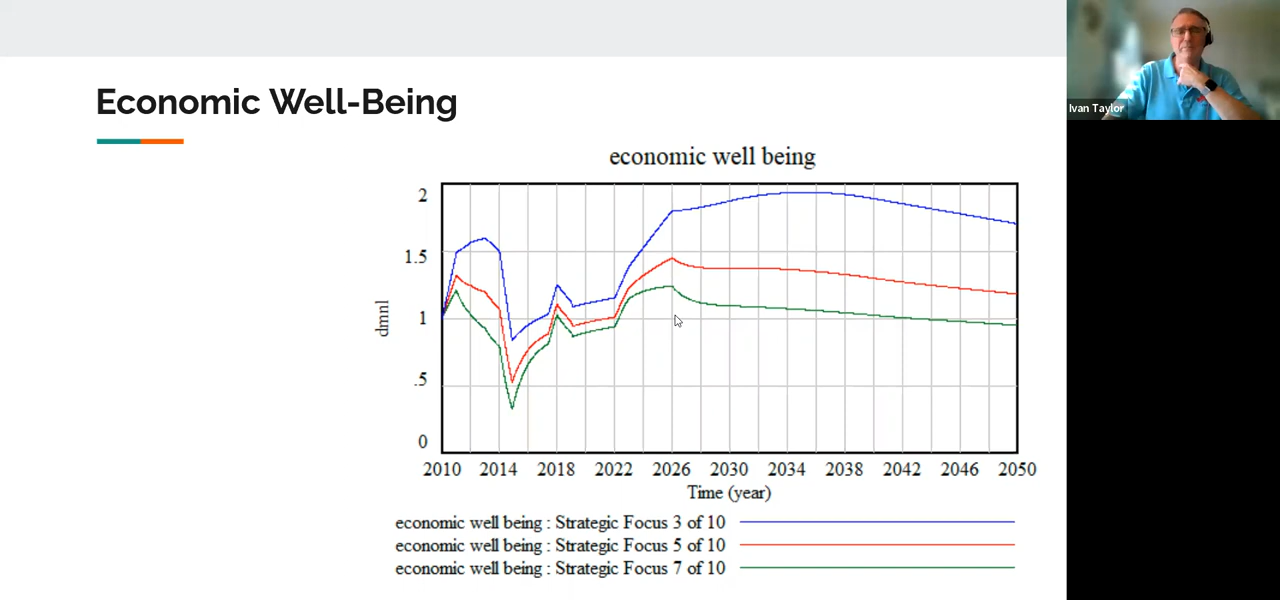 Economic Well-Being
Ivan Taylor
economic well being
2
1.5
1
.5
0
dmnl
2010 2014 2018 2022 2026 2030 2034 2038 2042 2046 2050
Time (year)
economic well being : Strategic Focus 3 of 10
economic well being : Strategic Focus 5 of 10
economic well being : Strategic Focus 7 of 10